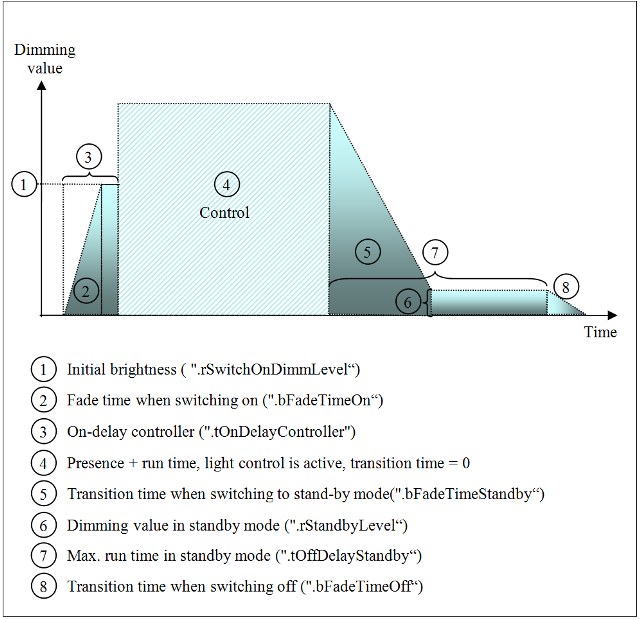 Dimming
value
3
1
4
Control
2
5
7
6
8
Time
1 Initial brightness ( ".rSwitchOnDimmLevel“)
2 Fade time when switching on (".bFadeTimeOn“)
3 On-delay controller (".tOnDelayController")
4 Presence + run time, light control is active, transition time = 0
5 Transition time when switching to stand-by mode(".bFadeTimeStandby“)
6 Dimming value in standby mode (".rStandbyLevel“)
7 Max. run time in standby mode (".tOffDelayStandby“)
8 Transition time when switching off (".bFadeTimeOff“)